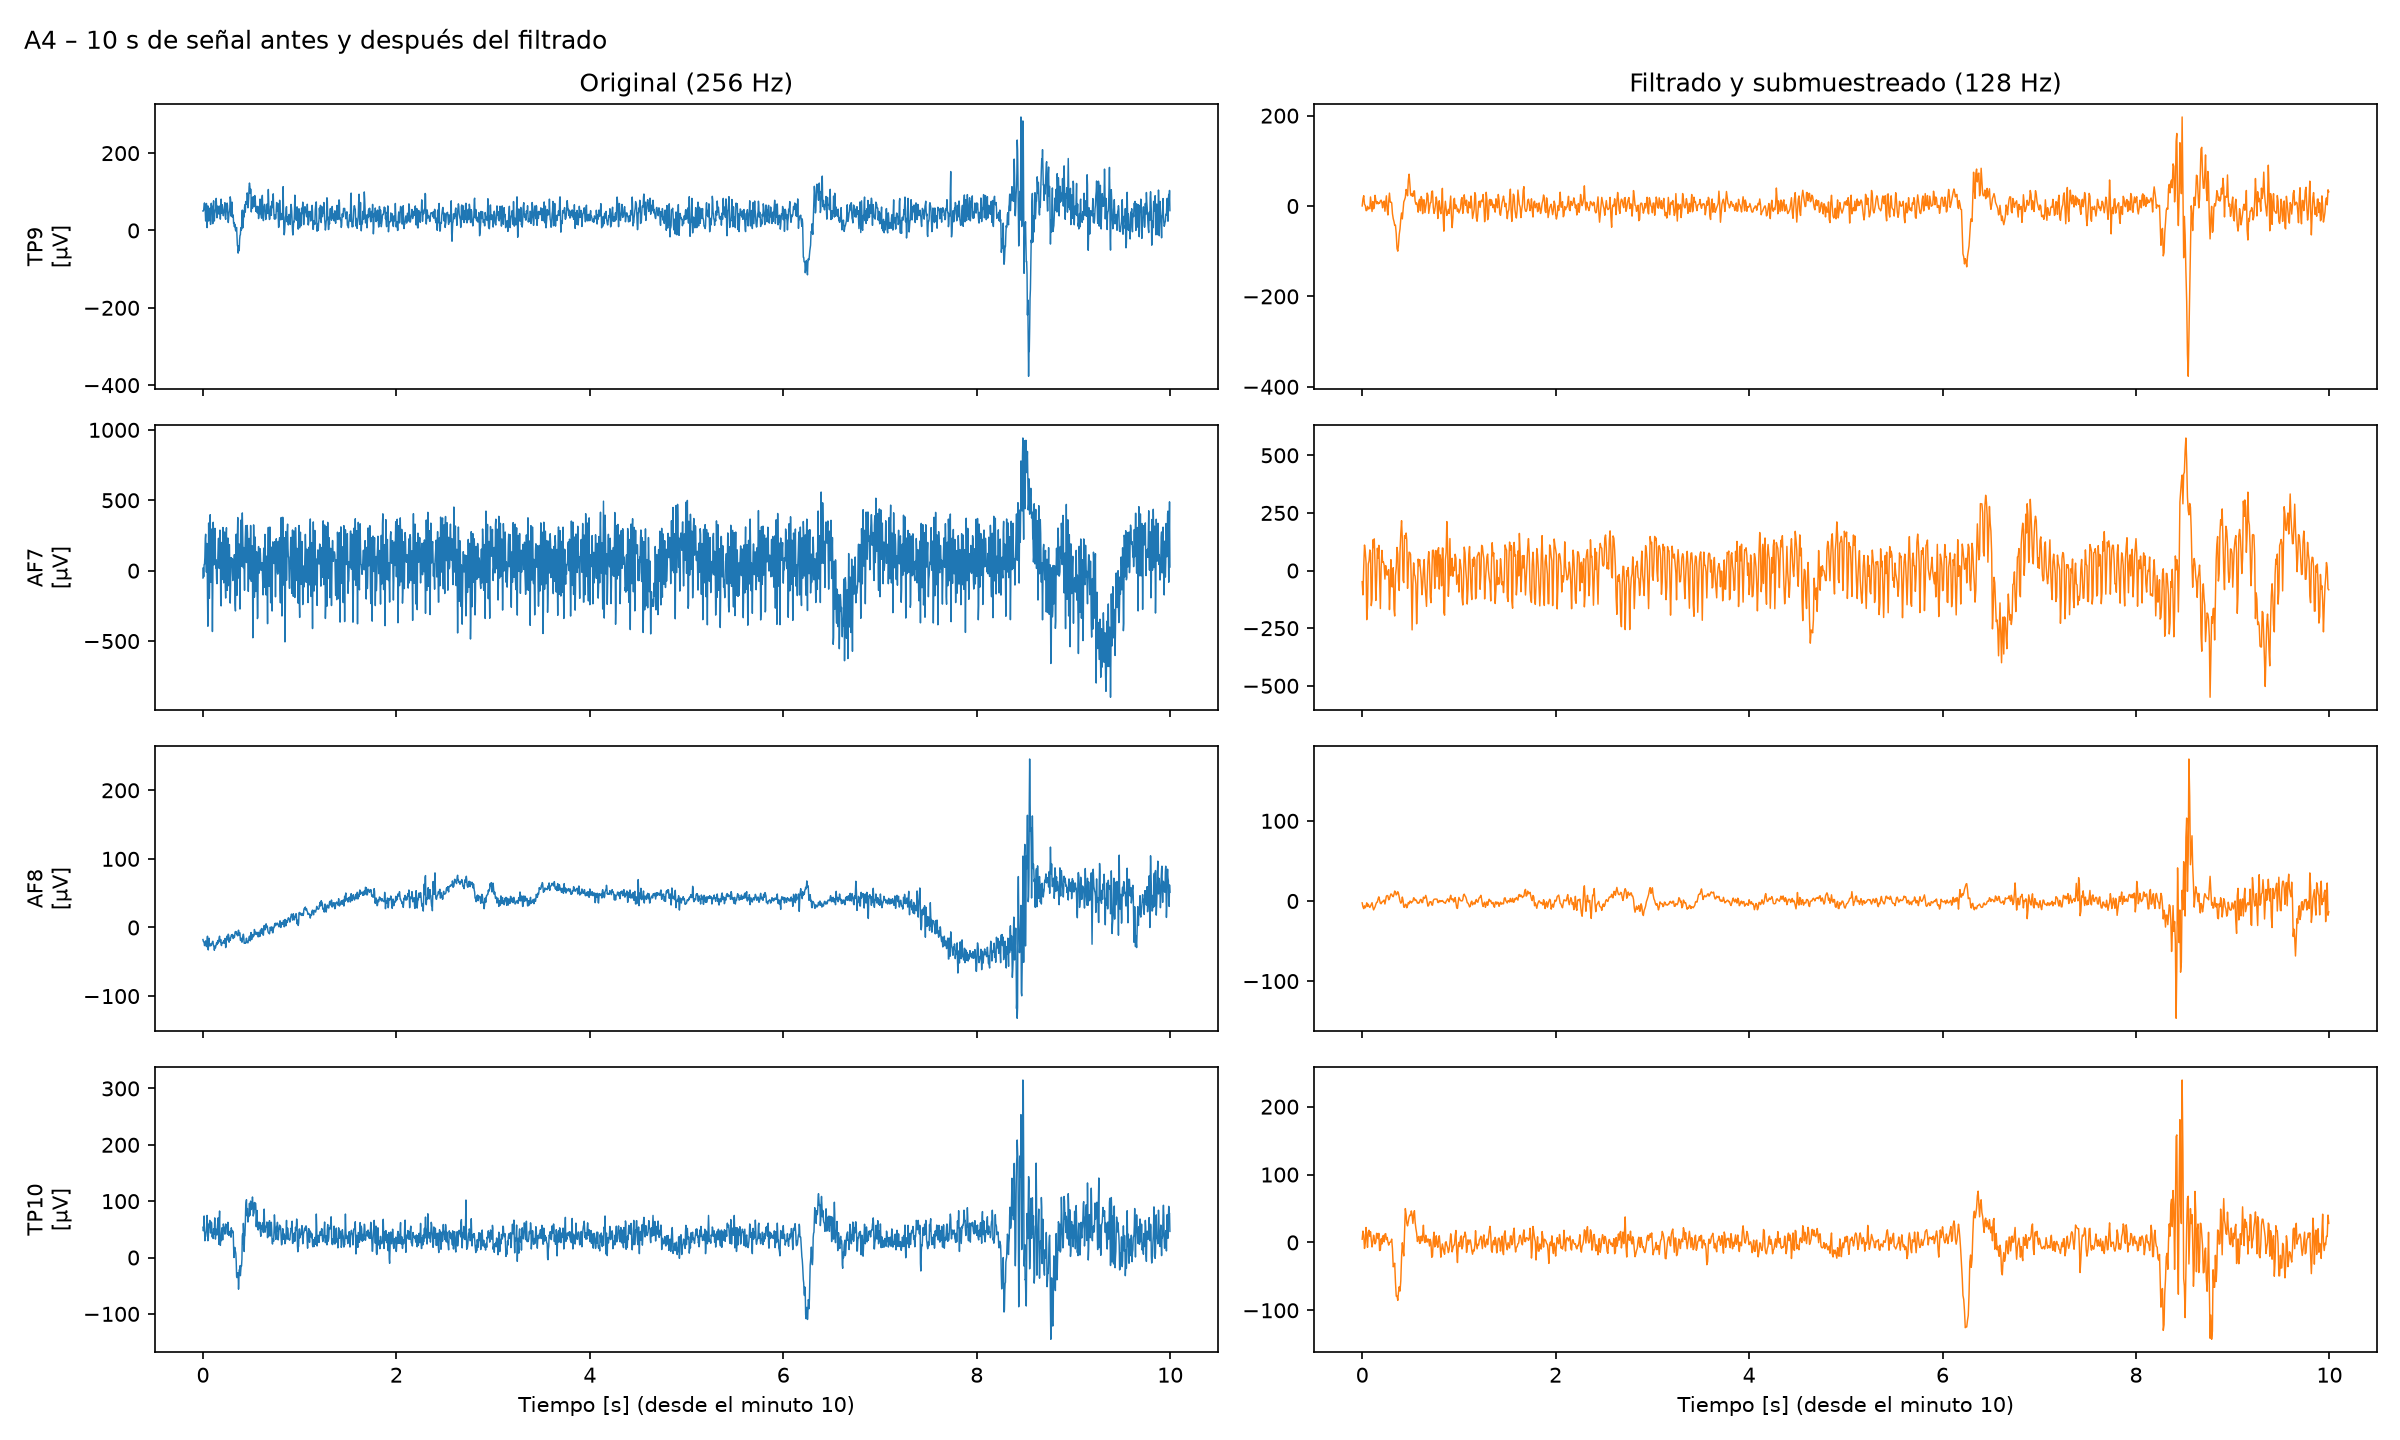 A4 – 10 s de señal antes y después del filtrado
Original (256 Hz)
Filtrado y submuestreado (128 Hz)
TP9
[µV]
200
0
−200
−400
200
0
−200
−400
AF7
[µV]
1000
500
0
−500
500
250
0
−250
−500
AF8
[µV]
200
100
0
−100
100
0
−100
TP10
[µV]
300
200
100
0
−100
200
100
0
−100
0 2 4 6 8 10
0 2 4 6 8 10
Tiempo [s] (desde el minuto 10)
Tiempo [s] (desde el minuto 10)